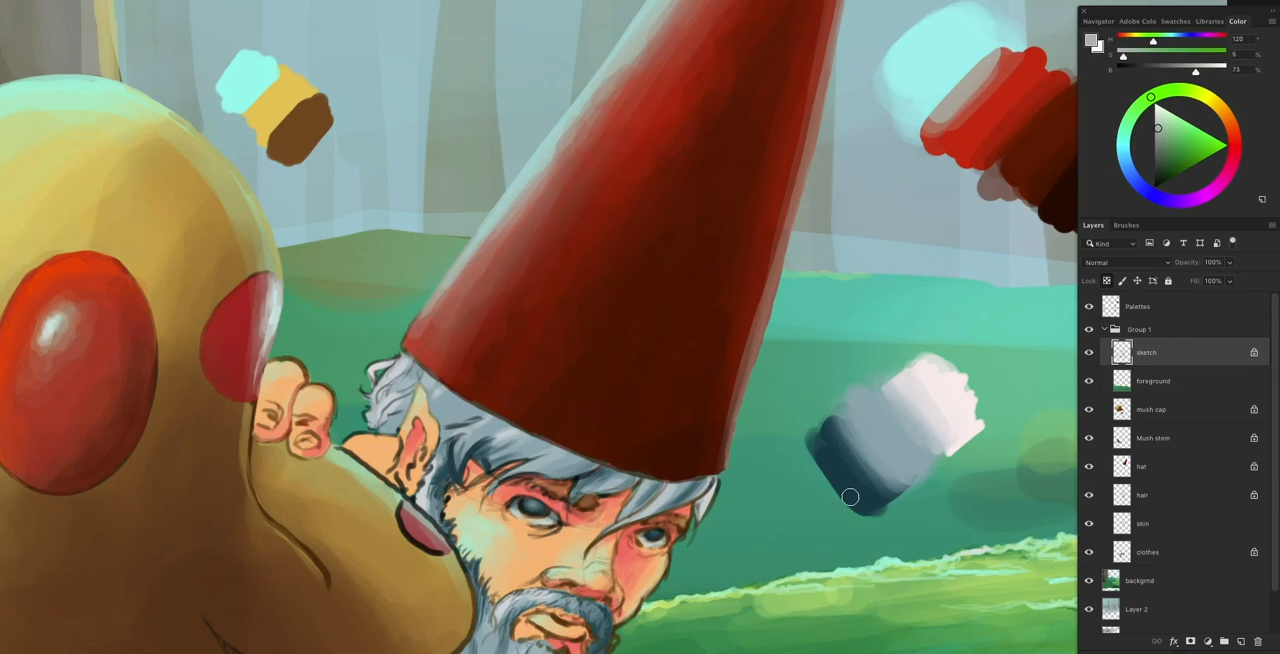 Navigator Adobe Colo Swatches Libraries Color
H 120 °
S 5 %
B 73 %
Layers Brushes
Kind
Normal Opacity: 100%
Lock: Fill: 100%
Palettes
Group 1
sketch
foreground
mush cap
Mush stem
hat
hair
skin
clothes
backgrnd
Layer 2
fx